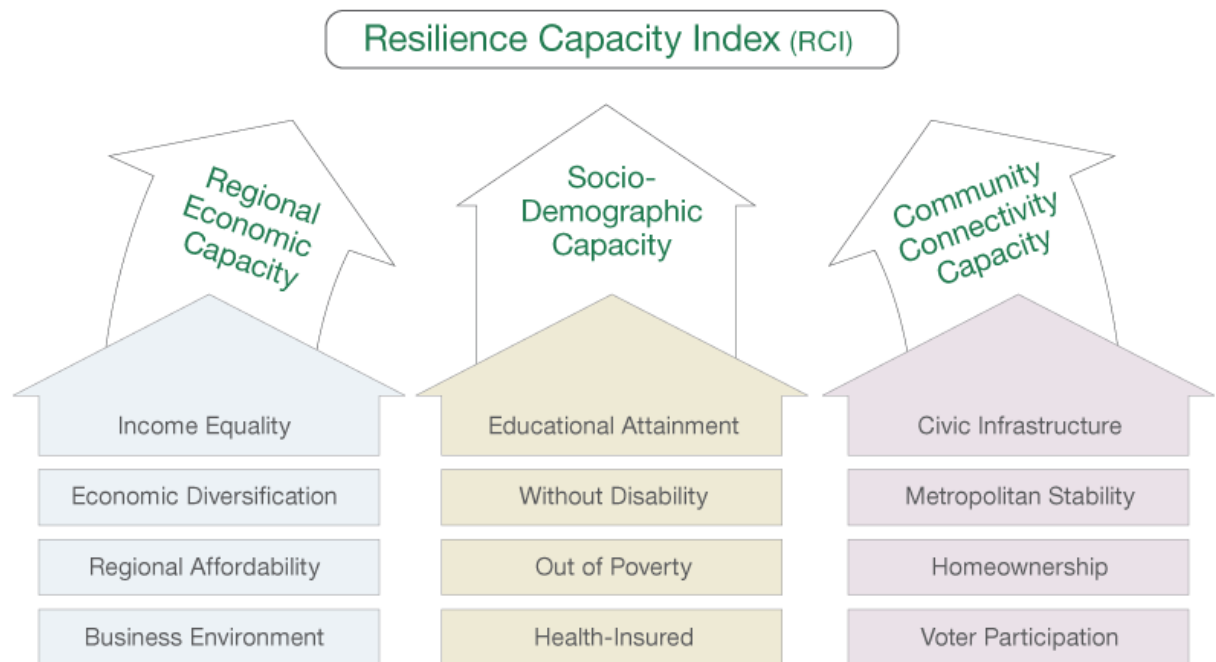 Resilience Capacity Index (RCI)
Regional
Economic
Capacity
Socio-
Demographic
Capacity
Community
Connectivity
Capacity
Income Equality
Economic Diversification
Regional Affordability
Business Environment
Educational Attainment
Without Disability
Out of Poverty
Health-Insured
Civic Infrastructure
Metropolitan Stability
Homeownership
Voter Participation